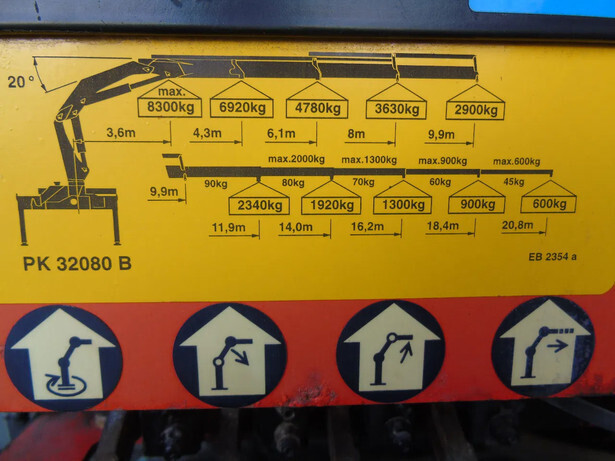 20°
max.
8300kg 6920kg 4780kg 3630kg 2900kg
3,6m 4,3m 6,1m 8m 9,9m
max.2000kg max.1300kg max.900kg max.600kg
9,9m 90kg 80kg 70kg 60kg 45kg
2340kg 1920kg 1300kg 900kg 600kg
11,9m 14,0m 16,2m 18,4m 20,8m
PK 32080 B EB 2354 a